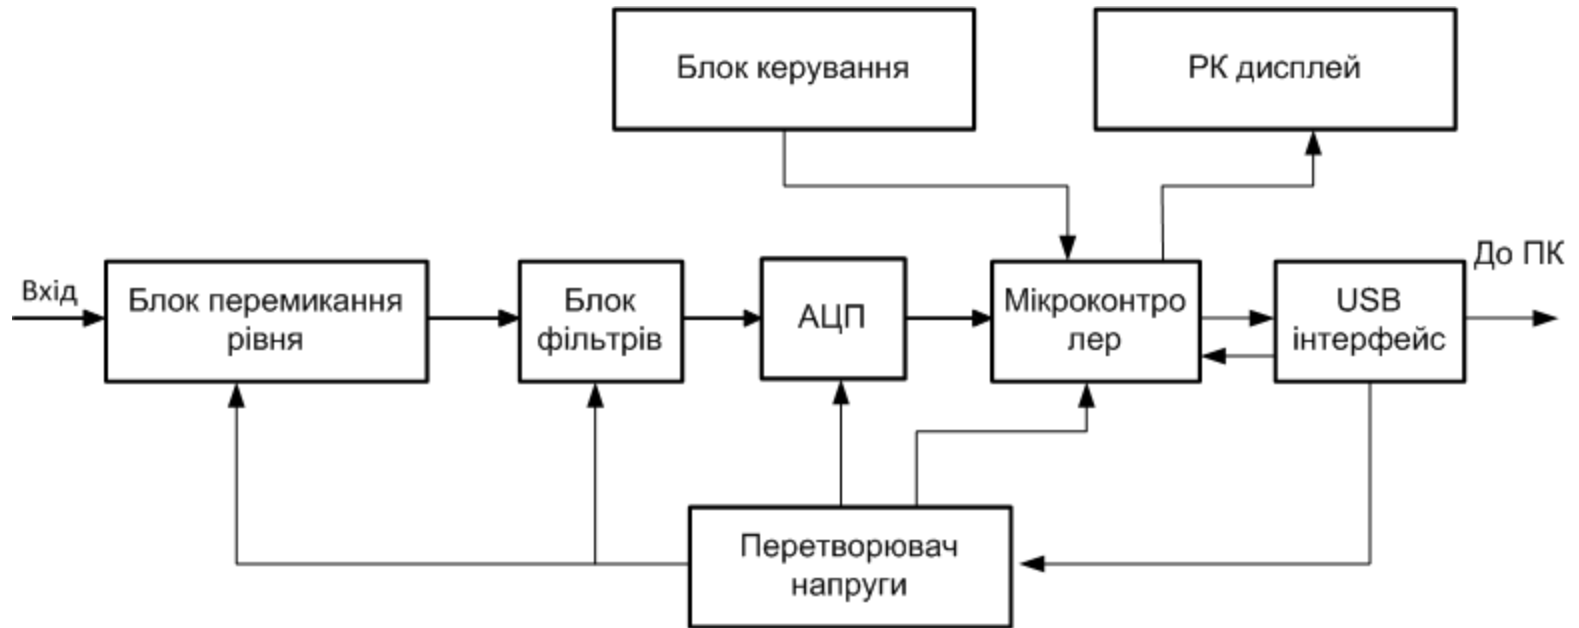 Блок керування
РК дисплей
Вхід
Блок перемикання
рівня
Блок
фільтрів
АЦП
Мікроконтро
лер
USB
інтерфейс
До ПК
Перетворювач
напруги